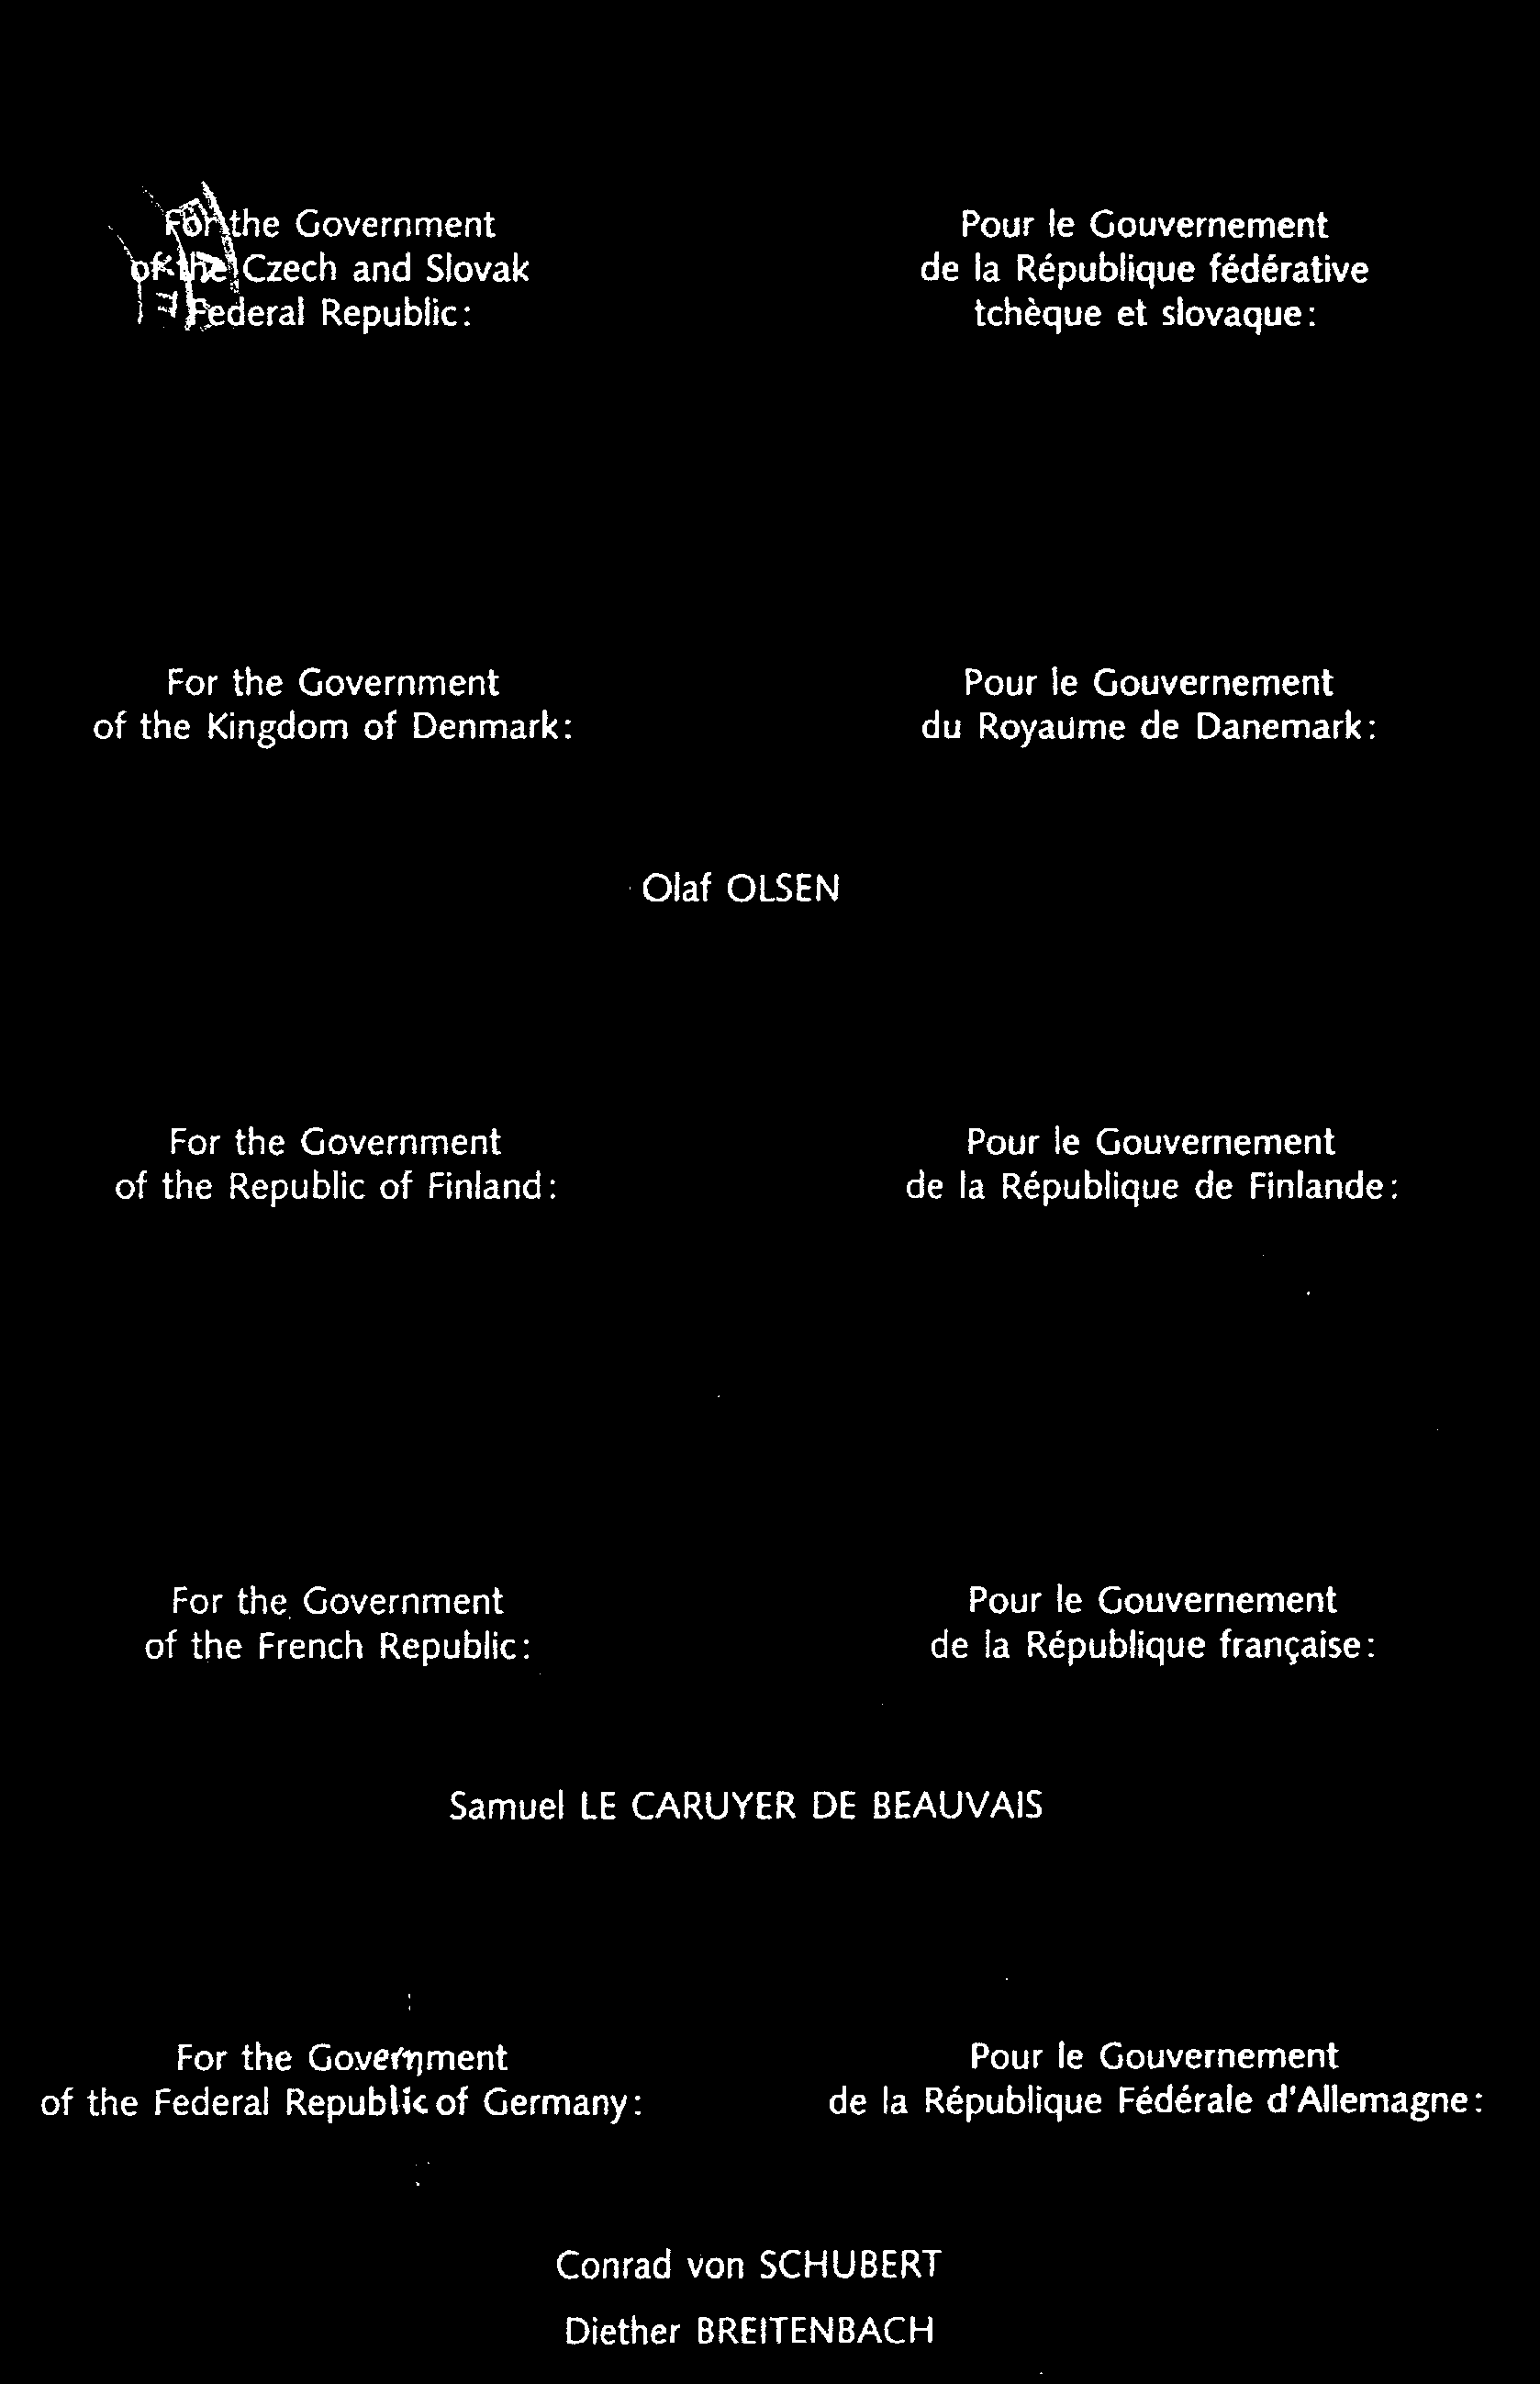 For the Government
of the Czech and Slovak
Federal Republic:
Pour le Gouvernement
de la République fédérative
tchèque et slovaque:
For the Government
of the Kingdom of Denmark:
Pour le Gouvernement
du Royaume de Danemark:
Olaf OLSEN
For the Government
of the Republic of Finland:
Pour le Gouvernement
de la République de Finlande:
For the Government
of the French Republic:
Pour le Gouvernement
de la République française:
Samuel LE CARUYER DE BEAUVAIS
For the Government
of the Federal Republic of Germany:
Pour le Gouvernement
de la République Fédérale d'Allemagne:
Conrad von SCHUBERT
Diether BREITENBACH